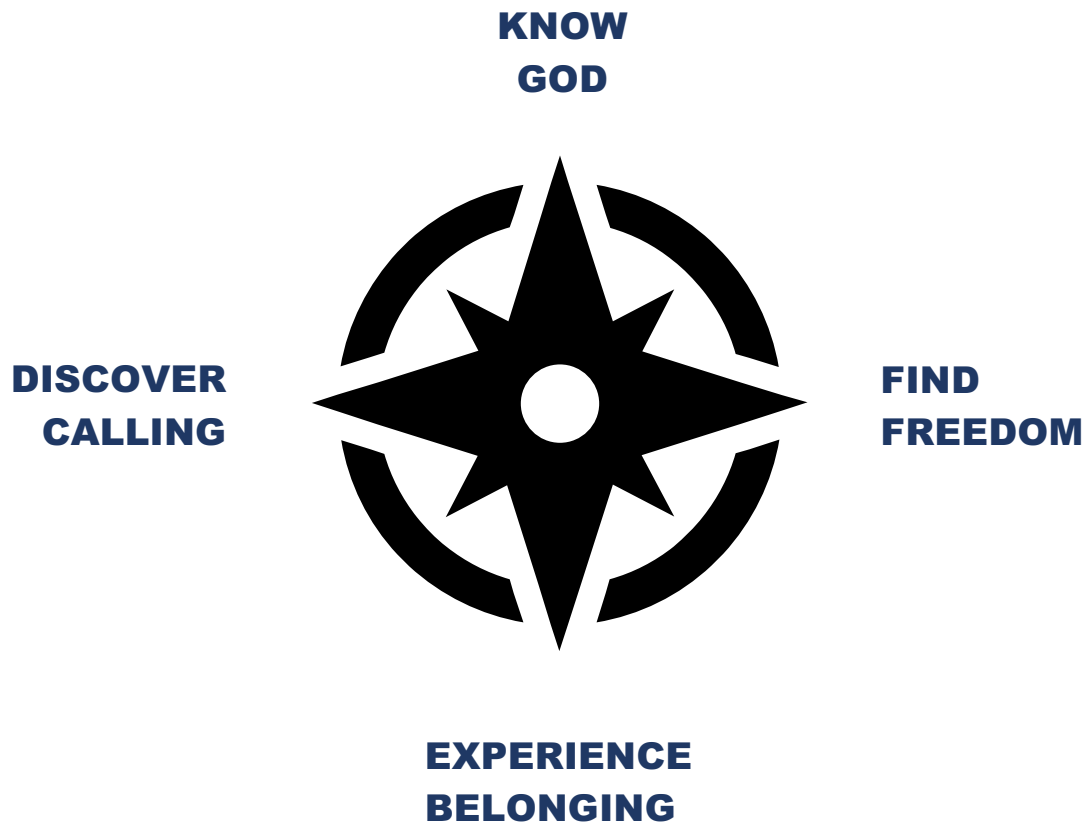 KNOW
GOD
DISCOVER
CALLING
FIND
FREEDOM
EXPERIENCE
BELONGING